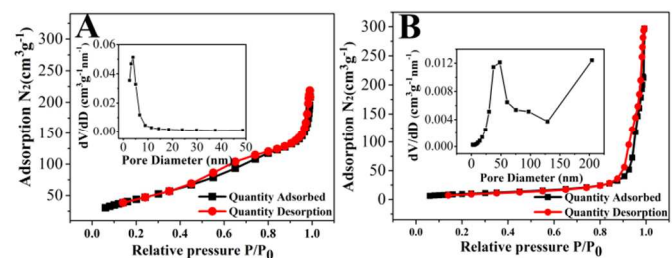 A
Adsorption N2(cm3g-1)
250
200
150
100
50
0.0 0.2 0.4 0.6 0.8 1.0
Relative pressure P/P0
dV/dD (cm3g-1nm-1)
0.06
0.04
0.02
0.00
0 10 20 30 40 50
Pore Diameter (nm)
Quantity Adsorbed
Quantity Desorption
B
Adsorption N2(cm3g-1)
300
250
200
150
100
50
0
0.0 0.2 0.4 0.6 0.8 1.0
Relative pressure P/P0
dV/dD (cm3g-1nm-1)
0.012
0.008
0.004
0.000
0 50 100 150 200
Pore Diameter (nm)
Quantity Adsorbed
Quantity Desorption